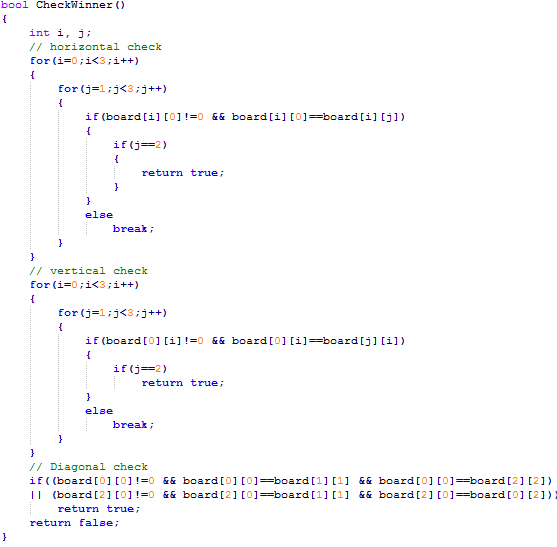 bool CheckWinner()
{
    int i, j;
    // horizontal check
    for(i=0;i<3;i++)
    {
        for(j=1;j<3;j++)
        {
            if(board[i][0]!=0 && board[i][0]==board[i][j])
            {
                if(j==2)
                {
                    return true;
                }
            }
            else
                break;
        }
    }
    // vertical check
    for(i=0;i<3;i++)
    {
        for(j=1;j<3;j++)
        {
            if(board[0][i]!=0 && board[0][i]==board[j][i])
            {
                if(j==2)
                    return true;
            }
            else
                break;
        }
    }
    // Diagonal check
    if((board[0][0]!=0 && board[0][0]==board[1][1] && board[0][0]==board[2][2])
    || (board[2][0]!=0 && board[2][0]==board[1][1] && board[2][0]==board[0][2]))
        return true;
    return false;
}